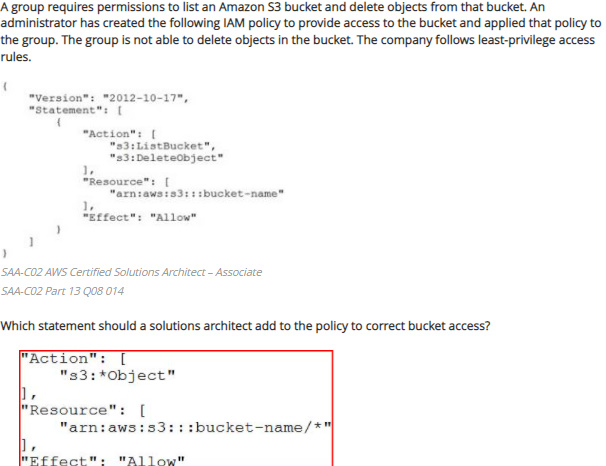 A group requires permissions to list an Amazon S3 bucket and delete objects from that bucket. An
administrator has created the following IAM policy to provide access to the bucket and applied that policy to
the group. The group is not able to delete objects in the bucket. The company follows least-privilege access
rules.
{
"Version": "2012-10-17",
"Statement": [
{
"Action": [
"s3:ListBucket",
"s3:DeleteObject"
],
"Resource": [
"arn:aws:s3:::bucket-name"
],
"Effect": "Allow"
}
]
}
SAA-C02 AWS Certified Solutions Architect – Associate
SAA-C02 Part 13 Q08 014
Which statement should a solutions architect add to the policy to correct bucket access?
"Action": [
"s3:*Object"
],
"Resource": [
"arn:aws:s3:::bucket-name/*"
],
"Effect": "Allow"